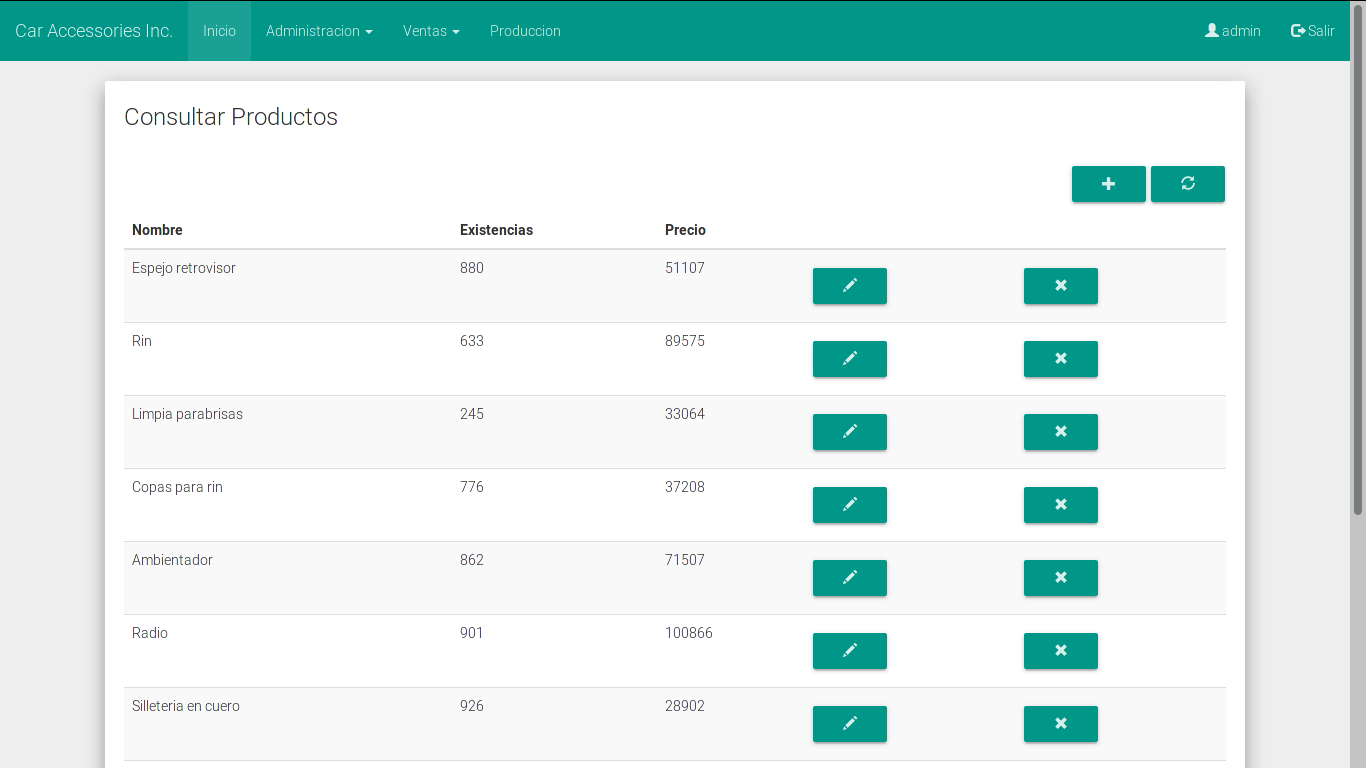 Car Accessories Inc. Inicio Administracion Ventas Produccion admin Salir
Consultar Productos
Nombre Existencias Precio
Espejo retrovisor 880 51107
Rin 633 89575
Limpia parabrisas 245 33064
Copas para rin 776 37208
Ambientador 862 71507
Radio 901 100866
Silleteria en cuero 926 28902